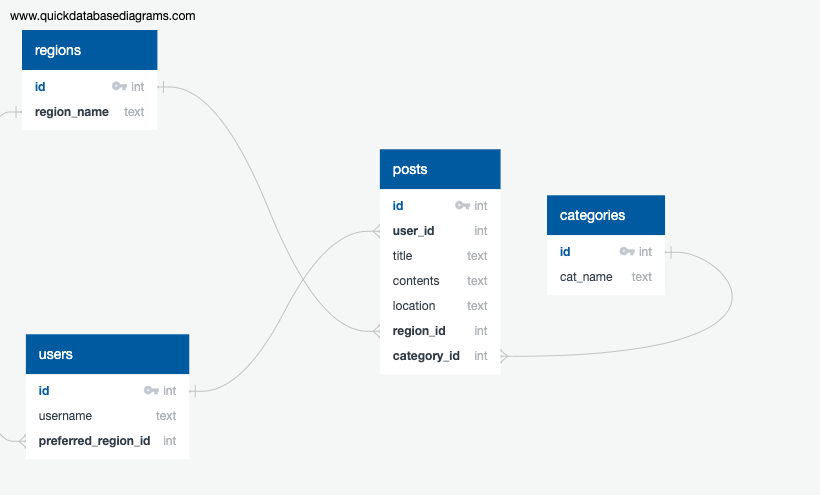 www.quickdatabasediagrams.com
regions
id int
region_name text
posts
id int
user_id int
title text
contents text
location text
region_id int
category_id int
categories
id int
cat_name text
users
id int
username text
preferred_region_id int